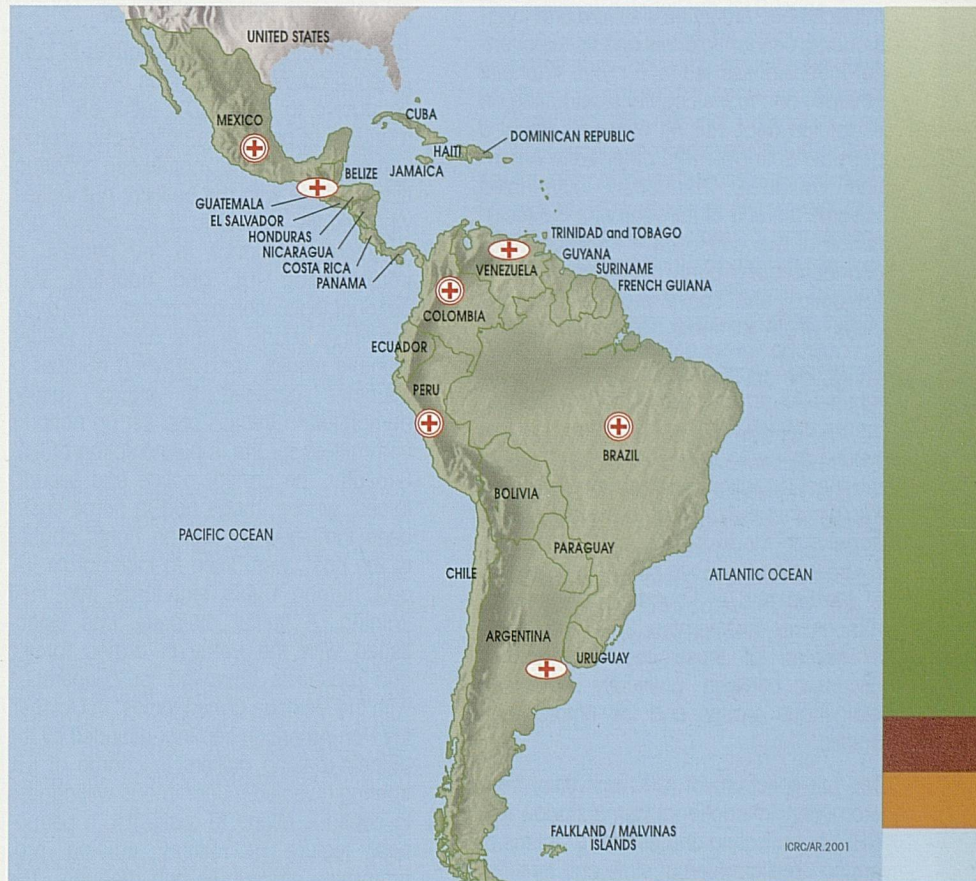 UNITED STATES
MEXICO
CUBA
DOMINICAN REPUBLIC
HAITI
JAMAICA
BELIZE
GUATEMALA
EL SALVADOR
HONDURAS
NICARAGUA
COSTA RICA
PANAMA
TRINIDAD and TOBAGO
GUYANA
VENEZUELA
SURINAME
FRENCH GUIANA
COLOMBIA
ECUADOR
PERU
BRAZIL
BOLIVIA
PACIFIC OCEAN
PARAGUAY
CHILE
ATLANTIC OCEAN
ARGENTINA
URUGUAY
FALKLAND / MALVINAS
ISLANDS
ICRC/AR.2001